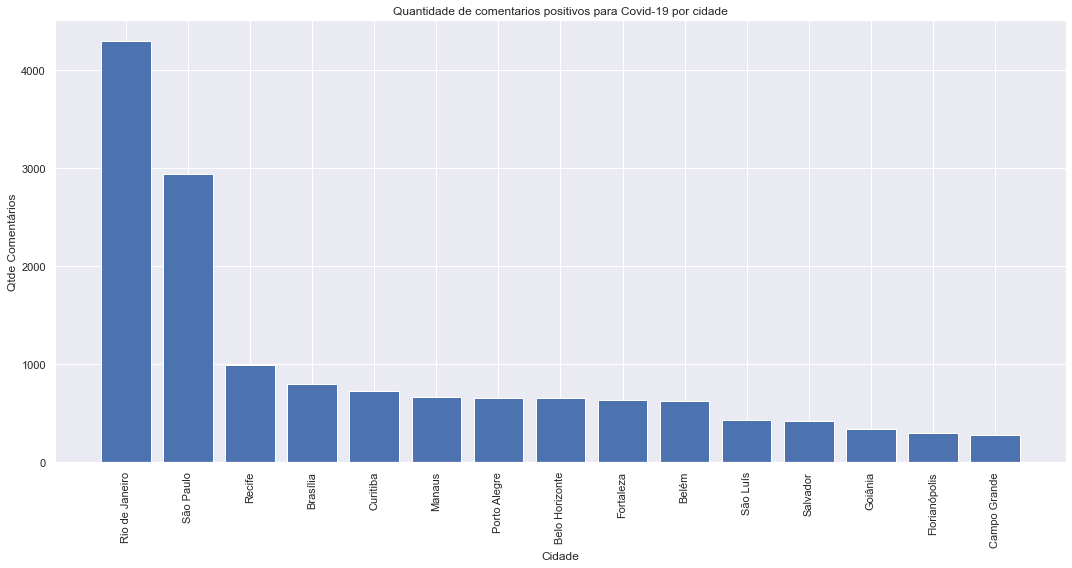 Quantidade de comentarios positivos para Covid-19 por cidade
Qtde Comentários
4000
3000
2000
1000
0
Rio de Janeiro
São Paulo
Recife
Brasília
Curitiba
Manaus
Porto Alegre
Belo Horizonte
Fortaleza
Belém
São Luís
Salvador
Goiânia
Florianópolis
Campo Grande
Cidade